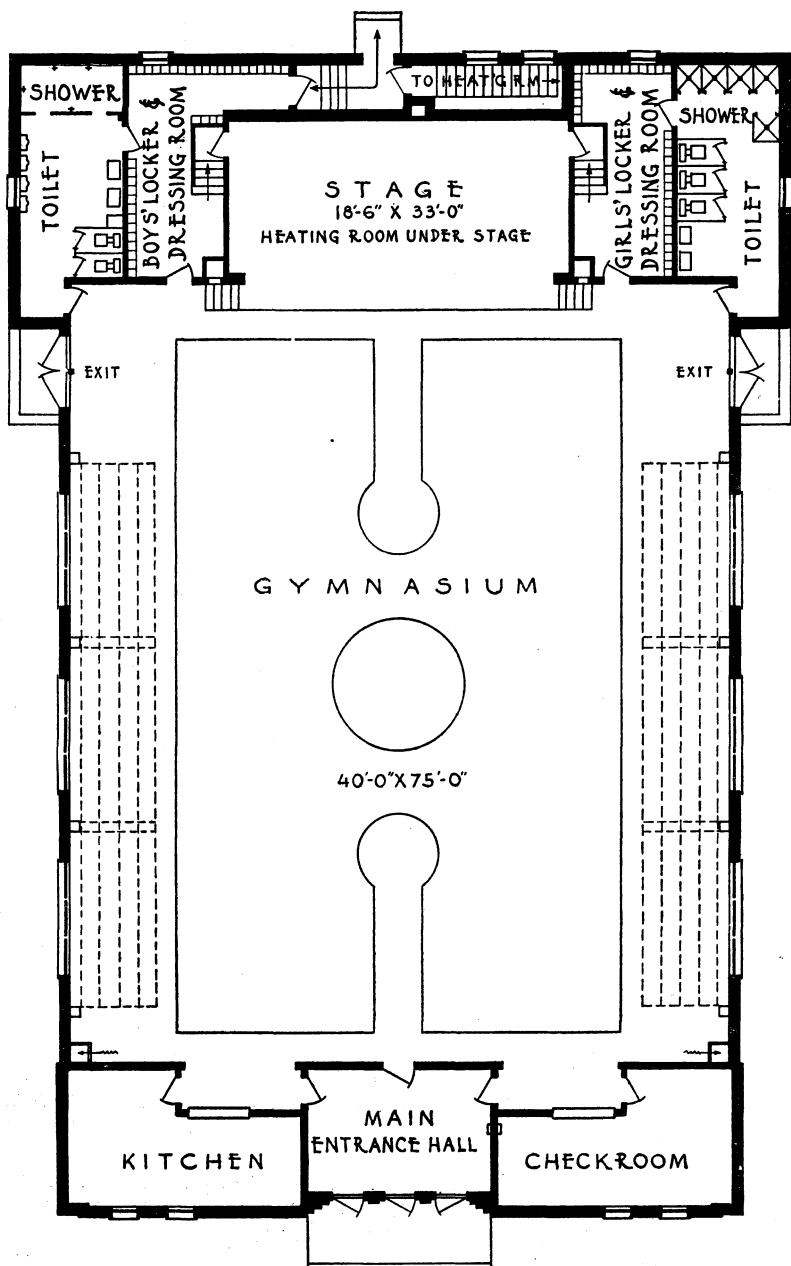 TO HEAT'G RM
SHOWER
BOYS' LOCKER &
DRESSING ROOM
TOILET
STAGE
18'-6" X 33'-0"
HEATING ROOM UNDER STAGE
GIRLS' LOCKER &
DRESSING ROOM
SHOWER
TOILET
EXIT
EXIT
GYMNASIUM
40'-0" X 75'-0"
KITCHEN
MAIN
ENTRANCE HALL
CHECKROOM